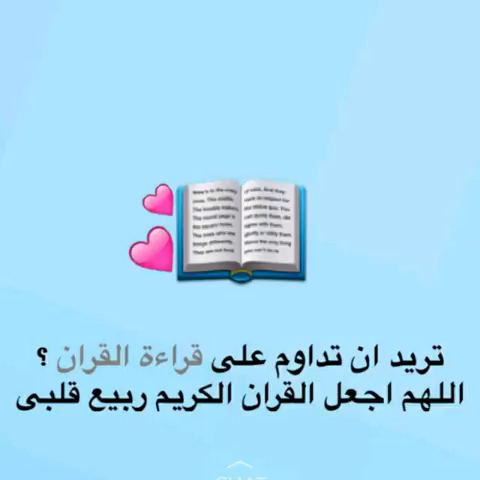 تريد ان تداوم على قراءة القران ؟
اللهم اجعل القران الكريم ربيع قلبى